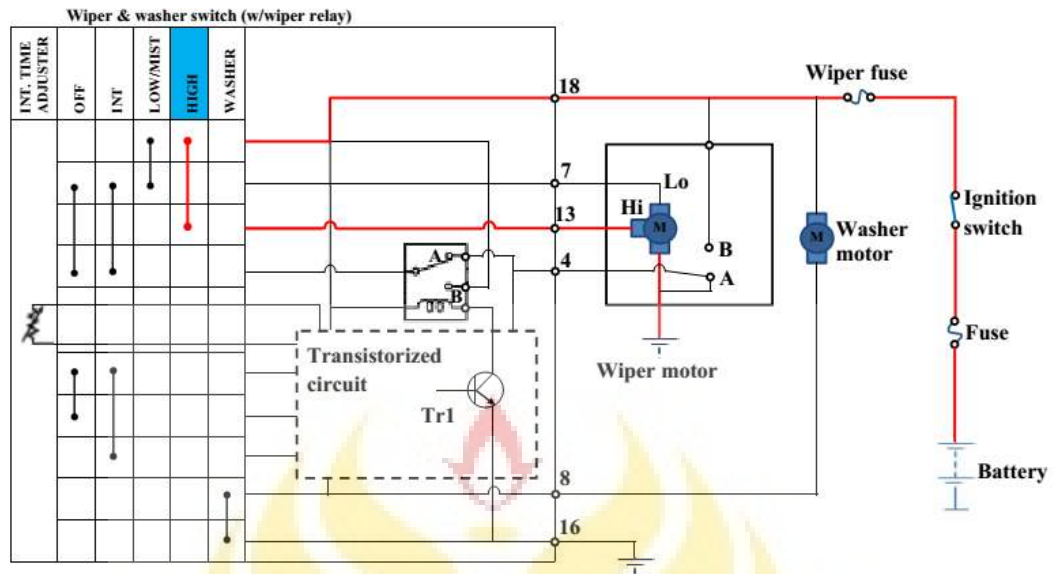 Wiper & washer switch (w/wiper relay)
INT. TIME
ADJUSTER
OFF
INT
LOW/MIST
HIGH
WASHER
18
Wiper fuse
7
Lo
13
Hi
M
M
Washer
motor
Ignition
switch
A
B
4
B
A
Fuse
Transistorized
circuit
Wiper motor
Tr1
8
Battery
16